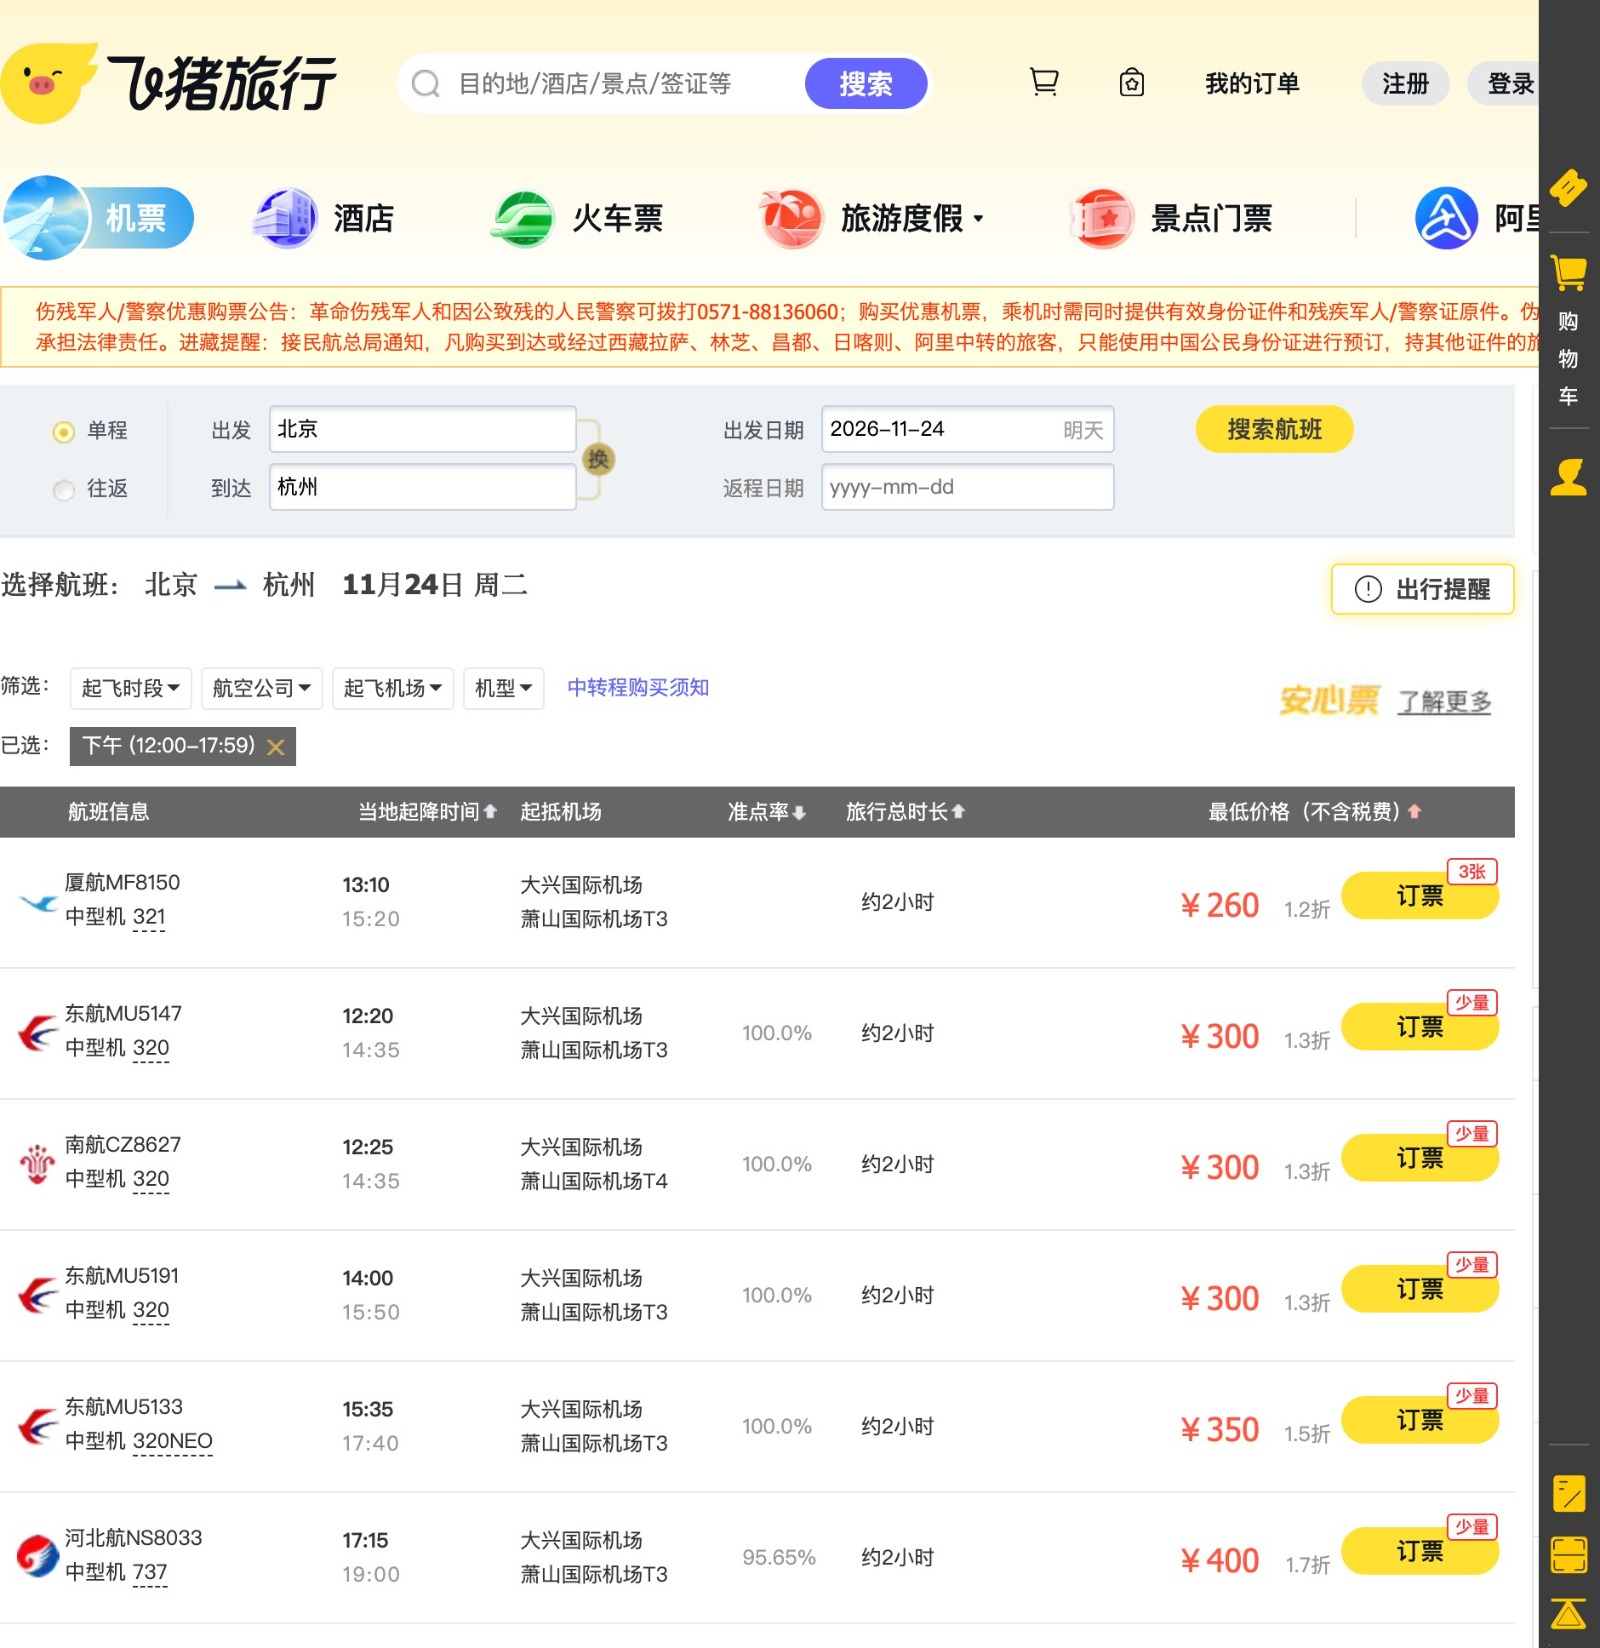 飞猪旅行
目的地/酒店/景点/签证等
搜索
我的订单
注册
登录
机票
酒店
火车票
旅游度假
景点门票
阿里
伤残军人/警察优惠购票公告：革命伤残军人和因公致残的人民警察可拨打0571-88136060；购买优惠机票，乘机时需同时提供有效身份证件和残疾军人/警察证原件。伪
承担法律责任。进藏提醒：接民航总局通知，凡购买到达或经过西藏拉萨、林芝、昌都、日喀则、阿里中转的旅客，只能使用中国公民身份证进行预订，持其他证件的旅
购
物
车
单程
出发
北京
出发日期
2026-11-24
明天
搜索航班
换
往返
到达
杭州
返程日期
yyyy-mm-dd
选择航班： 北京 杭州 11月24日 周二
出行提醒
筛选：
起飞时段
航空公司
起飞机场
机型
中转程购买须知
安心票 了解更多
已选：
下午 (12:00-17:59)
航班信息
当地起降时间
起抵机场
准点率
旅行总时长
最低价格（不含税费）
厦航MF8150
中型机 321
13:10
15:20
大兴国际机场
萧山国际机场T3
约2小时
¥260
1.2折
订票
3张
东航MU5147
中型机 320
12:20
14:35
大兴国际机场
萧山国际机场T3
100.0%
约2小时
¥300
1.3折
订票
少量
南航CZ8627
中型机 320
12:25
14:35
大兴国际机场
萧山国际机场T4
100.0%
约2小时
¥300
1.3折
订票
少量
东航MU5191
中型机 320
14:00
15:50
大兴国际机场
萧山国际机场T3
100.0%
约2小时
¥300
1.3折
订票
少量
东航MU5133
中型机 320NEO
15:35
17:40
大兴国际机场
萧山国际机场T3
100.0%
约2小时
¥350
1.5折
订票
少量
河北航NS8033
中型机 737
17:15
19:00
大兴国际机场
萧山国际机场T3
95.65%
约2小时
¥400
1.7折
订票
少量